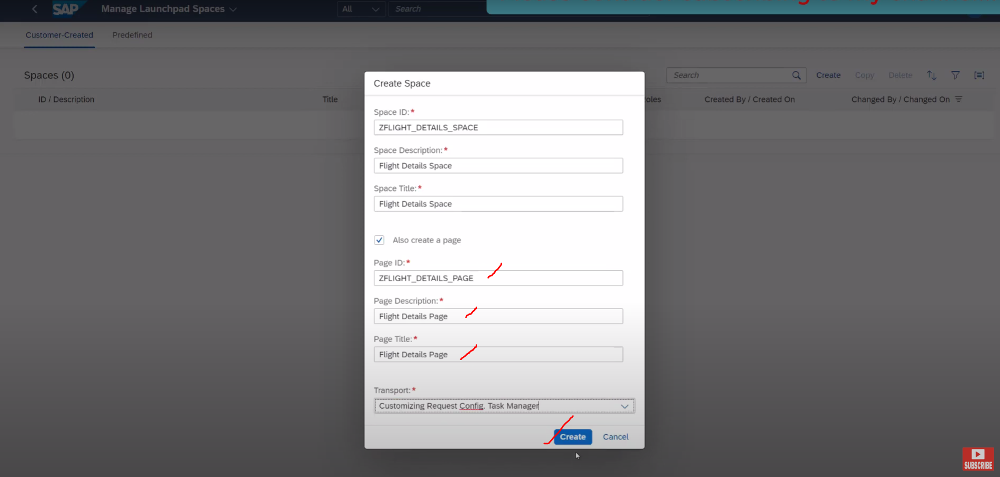 SAP
Manage Launchpad Spaces
All
Search
Customer-Created
Predefined
Spaces (0)
Search
Create
Copy
Delete
ID / Description
Title
oles
Created By / Created On
Changed By / Changed On
Create Space
Space ID:*
ZFLIGHT_DETAILS_SPACE
Space Description:*
Flight Details Space
Space Title:*
Flight Details Space
Also create a page
Page ID:*
ZFLIGHT_DETAILS_PAGE
Page Description:*
Flight Details Page
Page Title:*
Flight Details Page
Transport:*
Customizing Request Config. Task Manager
Create
Cancel
SUBSCRIBE